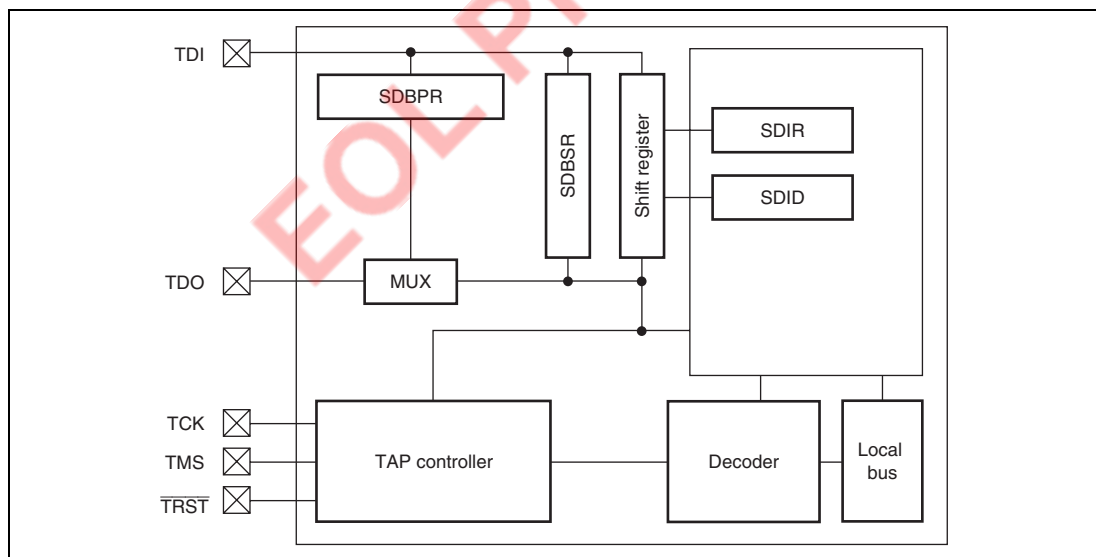 EOL P
TDI
SDBPR
SDBSR
Shift register
SDIR
SDID
TDO
MUX
TCK
TMS
TRST
TAP controller
Decoder
Local
bus